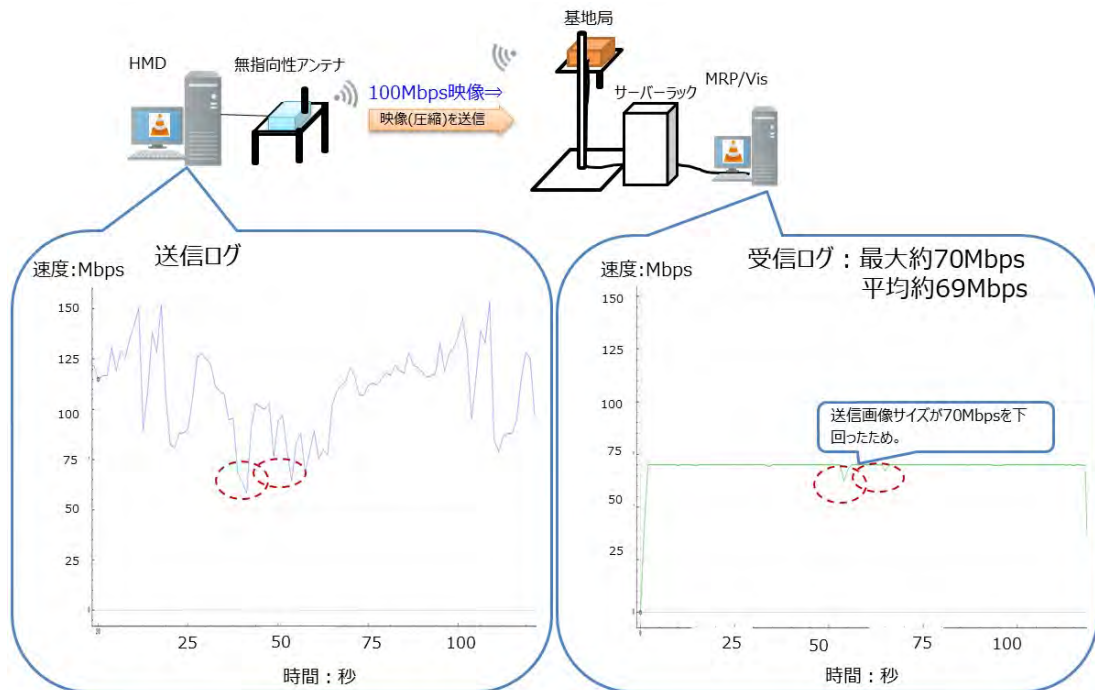 基地局
HMD
無指向性アンテナ
100Mbps映像⇒
映像(圧縮)を送信
サーバーラック
MRP/Vis
送信ログ
速度:Mbps
150
125
100
75
50
25
25
50
75
100
時間：秒
受信ログ：最大約70Mbps
平均約69Mbps
速度:Mbps
150
125
100
75
50
25
送信画像サイズが70Mbpsを下
回ったため。
25
50
75
100
時間：秒